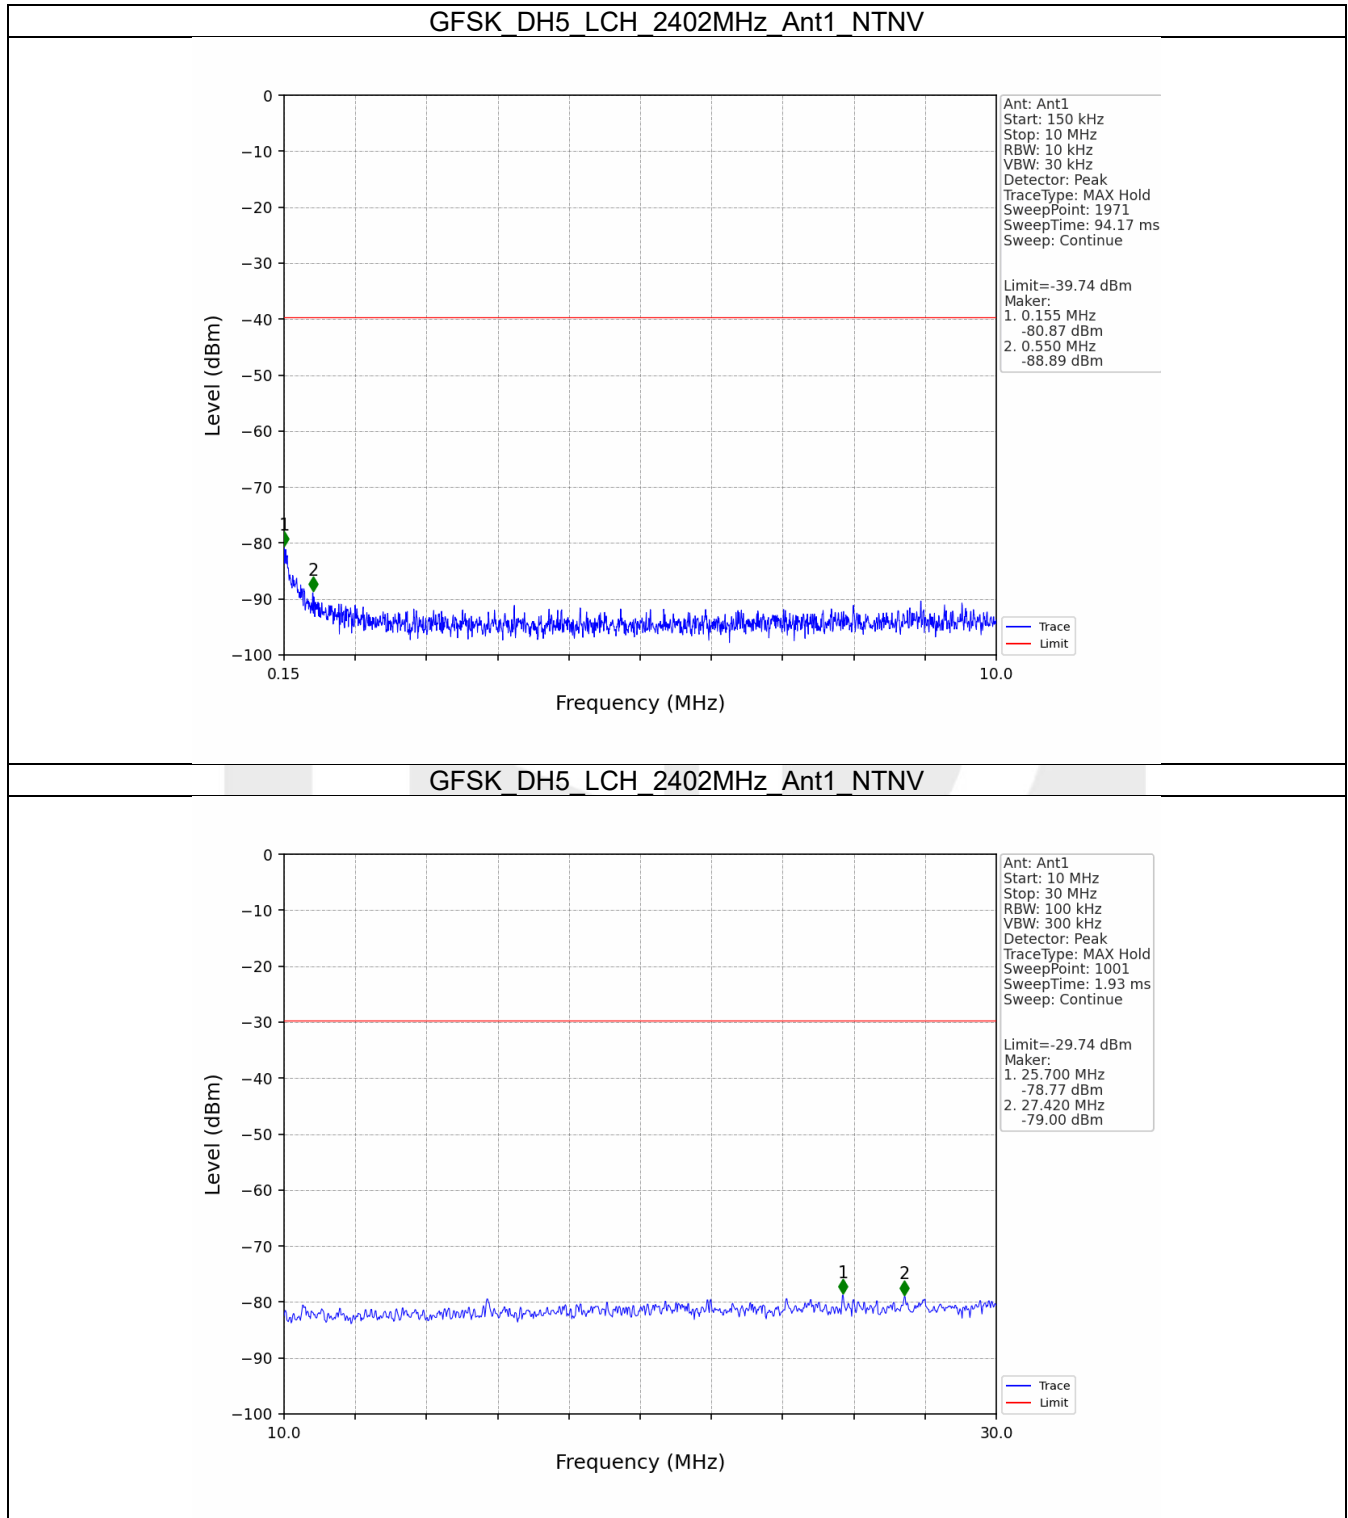 GFSK_DH5_LCH_2402MHz_Ant1_NTNV
0
−10
−20
−30
−40
−50
−60
−70
−80
−90
−100
Level (dBm)
1
2
0.15
10.0
Frequency (MHz)
Ant: Ant1
Start: 150 kHz
Stop: 10 MHz
RBW: 10 kHz
VBW: 30 kHz
Detector: Peak
TraceType: MAX Hold
SweepPoint: 1971
SweepTime: 94.17 ms
Sweep: Continue
Limit=-39.74 dBm
Maker:
1. 0.155 MHz
-80.87 dBm
2. 0.550 MHz
-88.89 dBm
Trace
Limit
GFSK_DH5_LCH_2402MHz_Ant1_NTNV
0
−10
−20
−30
−40
−50
−60
−70
−80
−90
−100
Level (dBm)
1
2
10.0
30.0
Frequency (MHz)
Ant: Ant1
Start: 10 MHz
Stop: 30 MHz
RBW: 100 kHz
VBW: 300 kHz
Detector: Peak
TraceType: MAX Hold
SweepPoint: 1001
SweepTime: 1.93 ms
Sweep: Continue
Limit=-29.74 dBm
Maker:
1. 25.700 MHz
-78.77 dBm
2. 27.420 MHz
-79.00 dBm
Trace
Limit